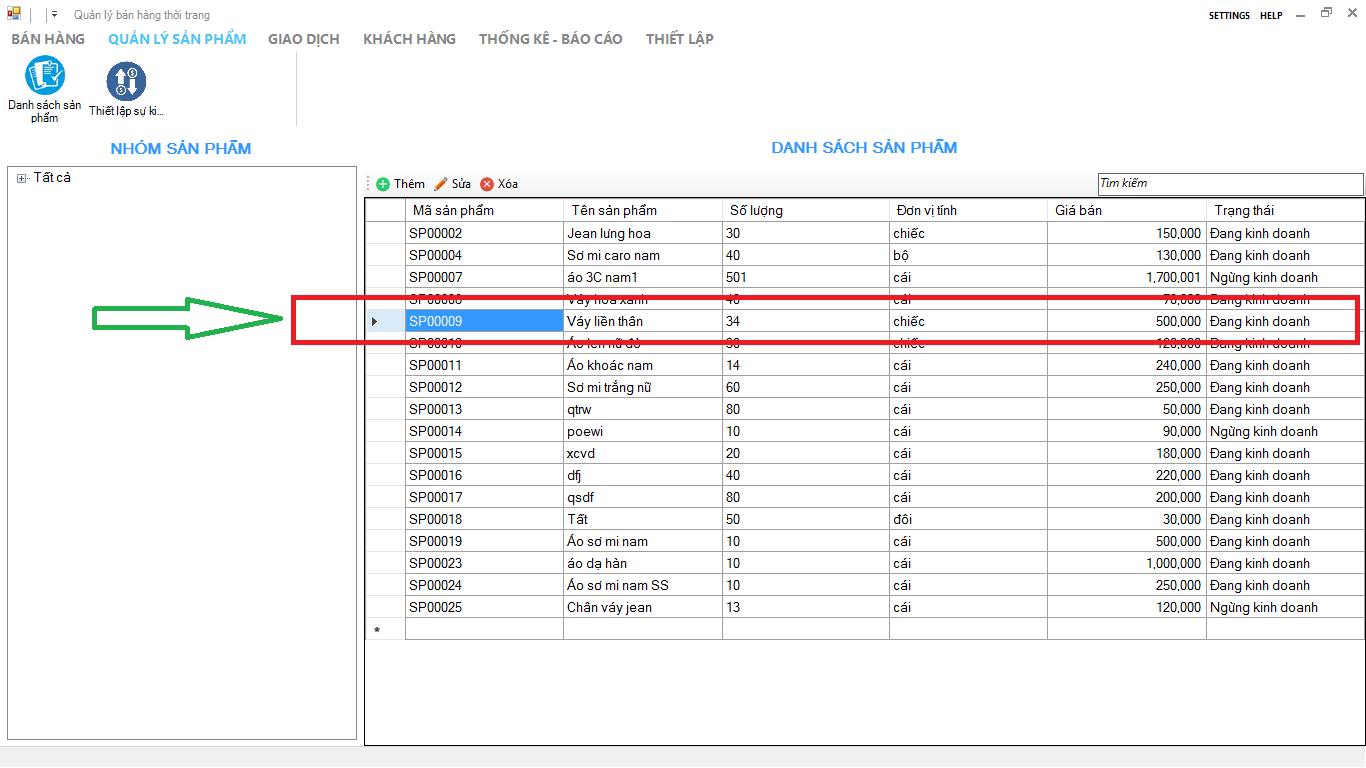 Quản lý bán hàng thời trang
SETTINGS HELP
BÁN HÀNG QUẢN LÝ SẢN PHẨM GIAO DỊCH KHÁCH HÀNG THỐNG KÊ - BÁO CÁO THIẾT LẬP
Danh sách sản phẩm
Thiết lập sự ki...
NHÓM SẢN PHẨM
DANH SÁCH SẢN PHẨM
Tất cả
Thêm Sửa Xóa
Tìm kiếm
Mã sản phẩm Tên sản phẩm Số lượng Đơn vị tính Giá bán Trạng thái
SP00002 Jean lưng hoa 30 chiếc 150,000 Đang kinh doanh
SP00004 Sơ mi caro nam 40 bộ 130,000 Đang kinh doanh
SP00007 áo 3C nam1 501 cái 1,700,001 Ngừng kinh doanh
Váy hoa xanh 40 cái 70,000 Đang kinh doanh
SP00009 Váy liền thân 34 chiếc 500,000 Đang kinh doanh
SP00010 Áo len nữ đỏ chiếc 120,000 Đang kinh doanh
SP00011 Áo khoác nam 14 cái 240,000 Đang kinh doanh
SP00012 Sơ mi trắng nữ 60 cái 250,000 Đang kinh doanh
SP00013 qtrw 80 cái 50,000 Đang kinh doanh
SP00014 poewi 10 cái 90,000 Ngừng kinh doanh
SP00015 xcvd 20 cái 180,000 Đang kinh doanh
SP00016 dfj 40 cái 220,000 Đang kinh doanh
SP00017 qsdf 80 cái 200,000 Đang kinh doanh
SP00018 Tất 50 đôi 30,000 Đang kinh doanh
SP00019 Áo sơ mi nam 10 cái 500,000 Đang kinh doanh
SP00023 áo dạ hàn 10 cái 1,000,000 Đang kinh doanh
SP00024 Áo sơ mi nam SS 10 cái 250,000 Đang kinh doanh
SP00025 Chân váy jean 13 cái 120,000 Ngừng kinh doanh